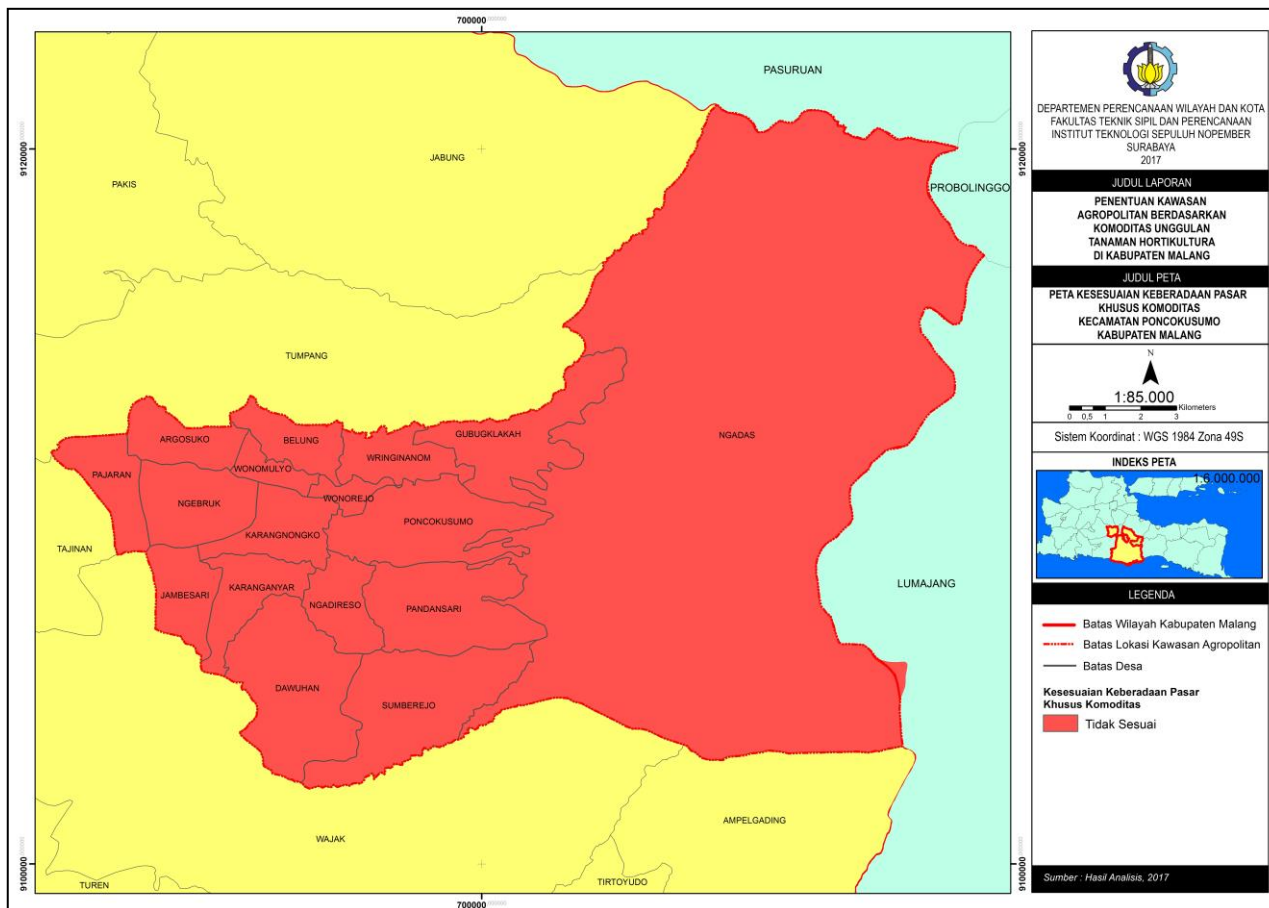 700000
PASURUAN
JABUNG
9120000
9120000
PAKIS
PROBOLINGGO
TUMPANG
ARGOSUKO
BELUNG
GUBUGKLAKAH
NGADAS
WRINGINANOM
PAJARAN
WONOMULYO
NGEBRUK
WONOREJO
PONCOKUSUMO
KARANGNONGKO
TAJINAN
LUMAJANG
JAMBESARI
KARANGANYAR
NGADIRESO
PANDANSARI
DAWUHAN
SUMBEREJO
AMPELGADING
WAJAK
9100000
9100000
TUREN
TIRTOYUDO
700000
DEPARTEMEN PERENCANAAN WILAYAH DAN KOTA
FAKULTAS TEKNIK SIPIL DAN PERENCANAAN
INSTITUT TEKNOLOGI SEPULUH NOPEMBER
SURABAYA
2017
JUDUL LAPORAN
PENENTUAN KAWASAN
AGROPOLITAN BERDASARKAN
KOMODITAS UNGGULAN
TANAMAN HORTIKULTURA
DI KABUPATEN MALANG
JUDUL PETA
PETA KESESUAIAN KEBERADAAN PASAR
KHUSUS KOMODITAS
KECAMATAN PONCOKUSUMO
KABUPATEN MALANG
N
1:85.000
Kilometers
0 0,5 1 2 3
Sistem Koordinat : WGS 1984 Zona 49S
INDEKS PETA
1:6.000.000
LEGENDA
Batas Wilayah Kabupaten Malang
Batas Lokasi Kawasan Agropolitan
Batas Desa
Kesesuaian Keberadaan Pasar
Khusus Komoditas
Tidak Sesuai
Sumber : Hasil Analisis, 2017